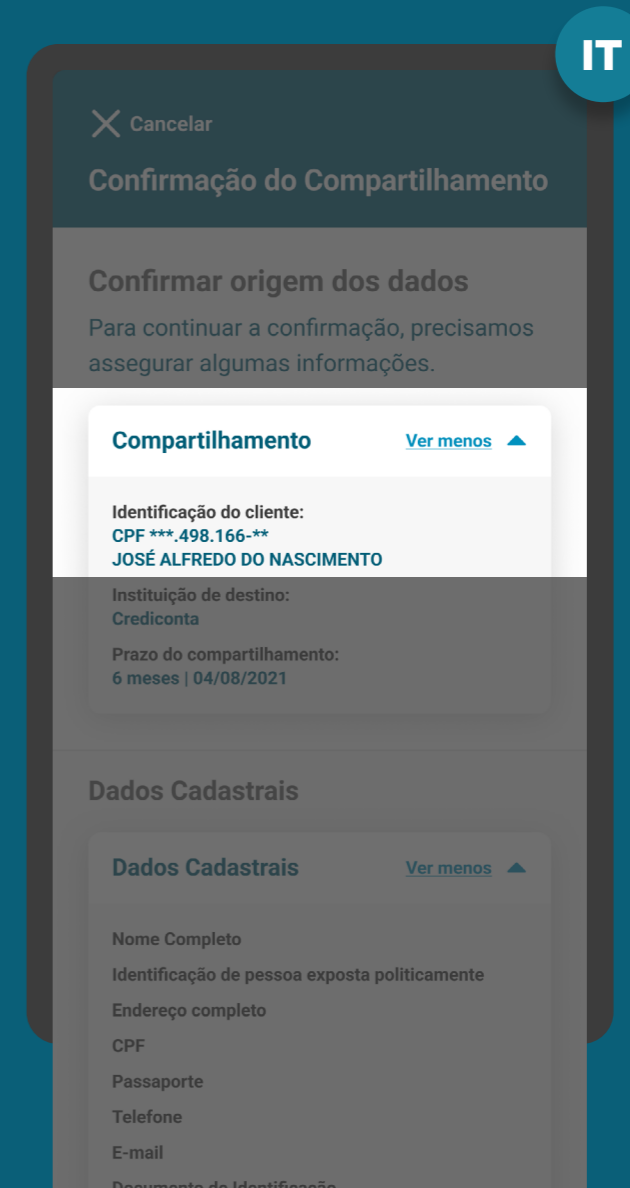 IT
Cancelar
Confirmação do Compartilhamento
Confirmar origem dos dados
Para continuar a confirmação, precisamos
assegurar algumas informações.
Compartilhamento Ver menos
Identificação do cliente:
CPF ***.498.166-**
JOSÉ ALFREDO DO NASCIMENTO
Instituição de destino:
Crediconta
Prazo do compartilhamento:
6 meses | 04/08/2021
Dados Cadastrais
Dados Cadastrais Ver menos
Nome Completo
Identificação de pessoa exposta politicamente
Endereço completo
CPF
Passaporte
Telefone
E-mail
Documento de Identificação